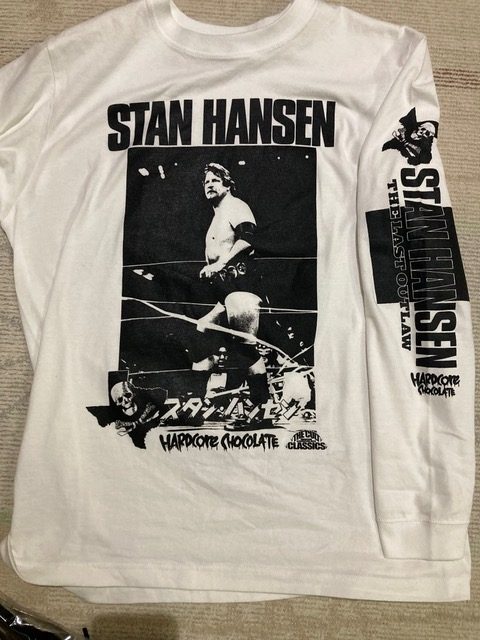 STAN HANSEN
スタン・ハンセン
HARDCORE CHOCOLATE
THE CULT
CLASSICS
STAN HANSEN
THE LAST OUTLAW
HARDCORE
CHOCOLATE